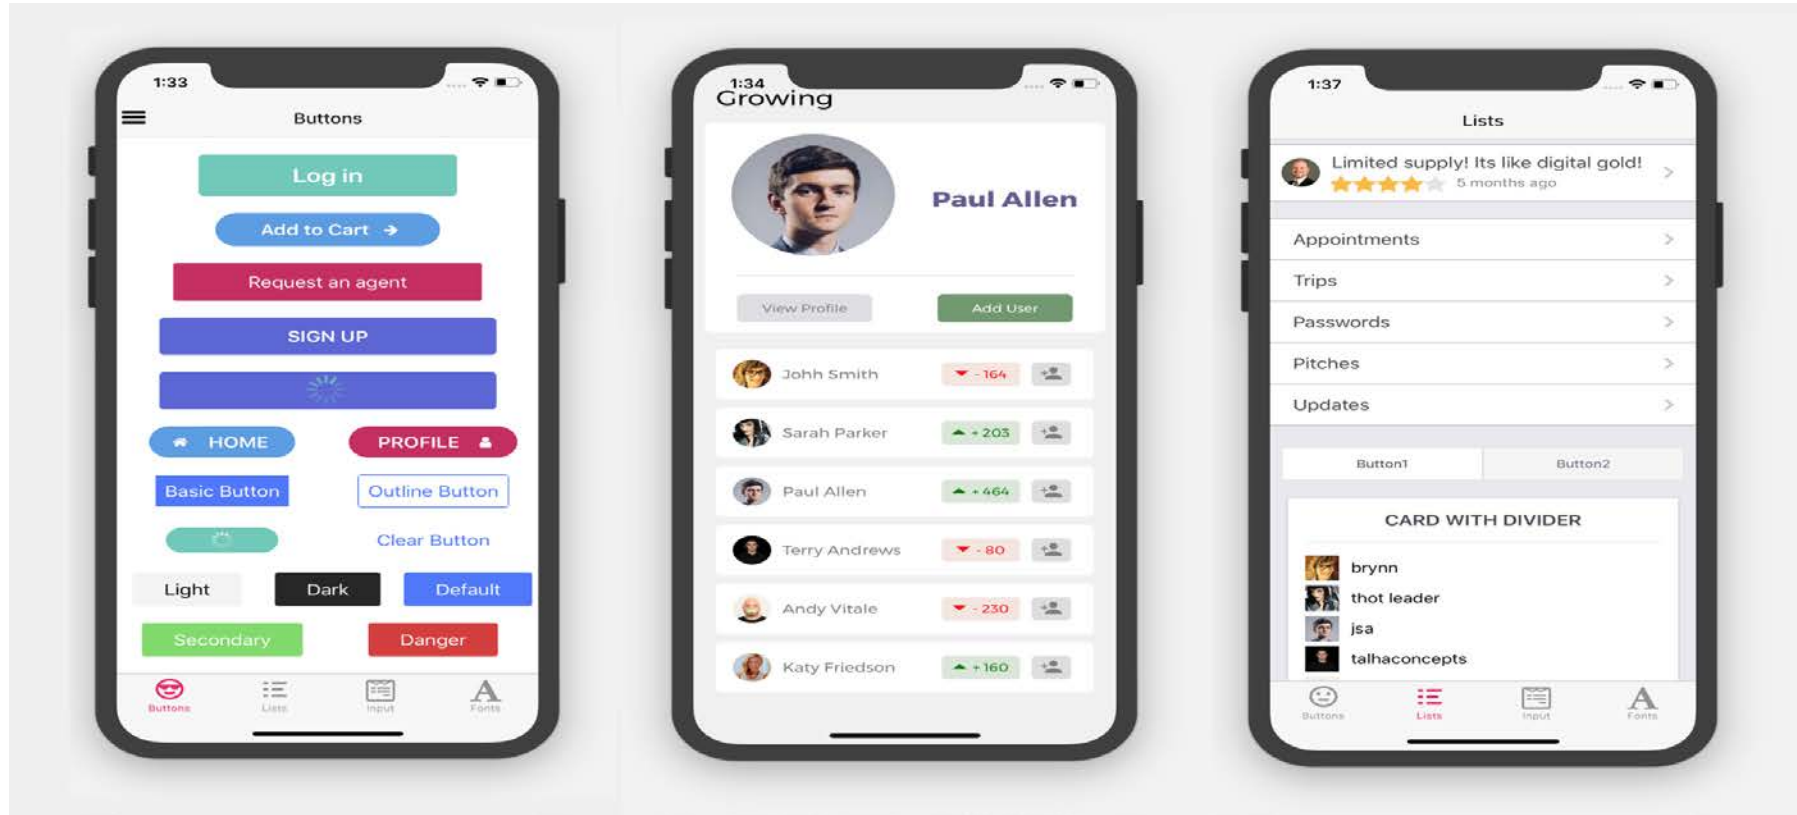 1:33
Buttons
Log in
Add to Cart
Request an agent
SIGN UP
HOME PROFILE
Basic Button Outline Button
Clear Button
Light Dark Default
Secondary Danger
Buttons Lists Input Fonts
1:34
Growing
Paul Allen
View Profile Add User
Johh Smith - 164
Sarah Parker + 203
Paul Allen + 464
Terry Andrews - 80
Andy Vitale - 230
Katy Friedson + 160
1:37
Lists
Limited supply! Its like digital gold!
5 months ago
Appointments
Trips
Passwords
Pitches
Updates
Button1 Button2
CARD WITH DIVIDER
brynn
thot leader
jsa
talhaconcepts
Buttons Lists Input Fonts